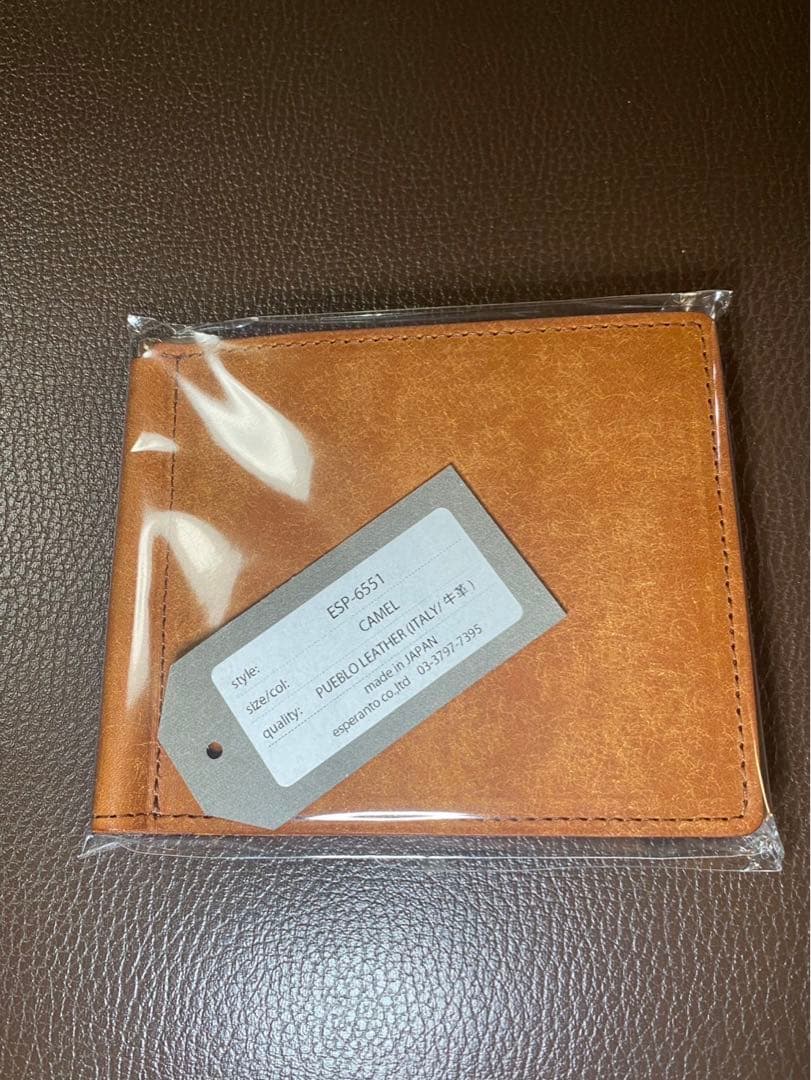 style: ESP-6551
size/col: CAMEL
quality: PUEBLO LEATHER (ITALY/ 牛革 )
made in JAPAN
esperanto co.,ltd 03-3797-7395